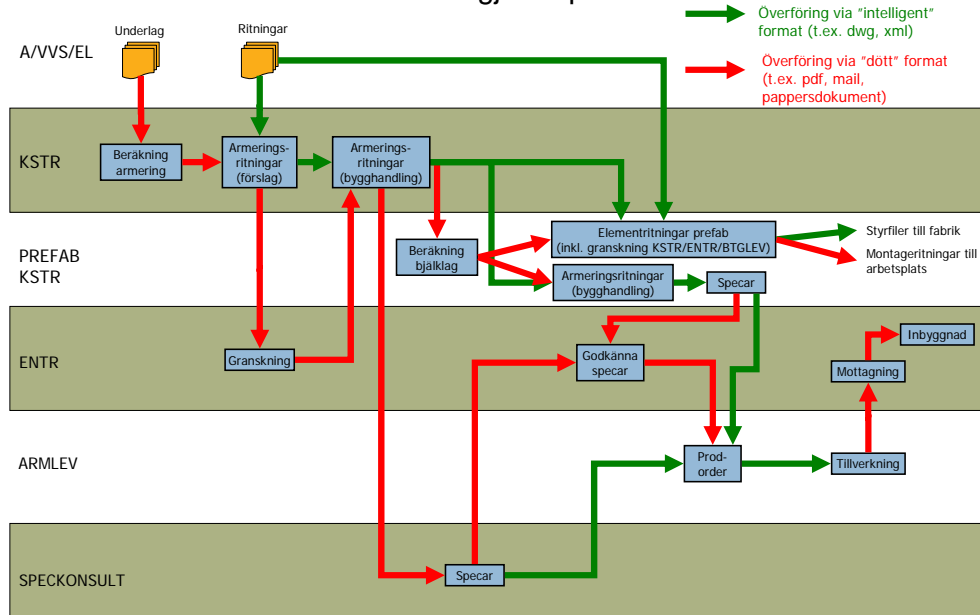 Överföring via "intelligent"
format (t.ex. dwg, xml)
Överföring via "dött" format
(t.ex. pdf, mail,
pappersdokument)
Underlag
Ritningar
A/VVS/EL
KSTR
Beräkning
armering
Armerings-
ritningar
(förslag)
Armerings-
ritningar
(bygghandling)
PREFAB
KSTR
Beräkning
bjälklag
Elementritningar prefab
(inkl. granskning KSTR/ENTR/BTGLEV)
Styrfiler till fabrik
Montageritningar till
arbetsplats
Armeringsritningar
(bygghandling)
Specar
ENTR
Granskning
Godkänna
specar
Inbyggnad
Mottagning
ARMLEV
Prod-
order
Tillverkning
SPECKONSULT
Specar